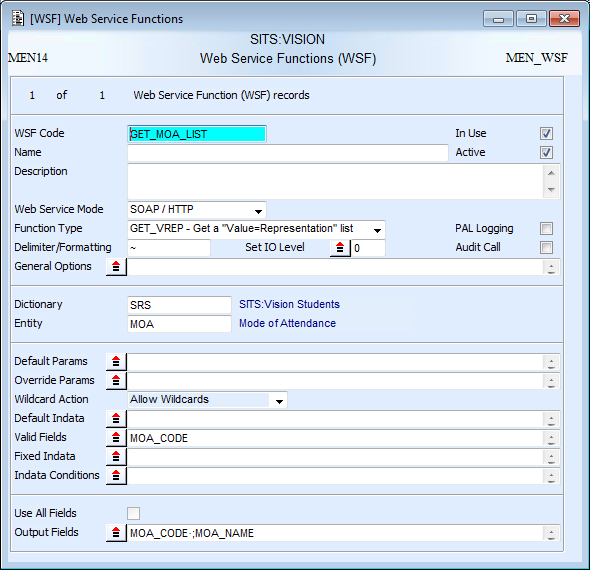 [WSF] Web Service Functions
SITS:VISION
MEN14 Web Service Functions (WSF) MEN_WSF
1 of 1 Web Service Function (WSF) records
WSF Code GET_MOA_LIST In Use
Name Active
Description
Web Service Mode SOAP / HTTP
Function Type GET_VREP - Get a "Value=Representation" list PAL Logging
Delimiter/Formatting ~ Set IO Level 0 Audit Call
General Options
Dictionary SRS SITS:Vision Students
Entity MOA Mode of Attendance
Default Params
Override Params
Wildcard Action Allow Wildcards
Default Indata
Valid Fields MOA_CODE
Fixed Indata
Indata Conditions
Use All Fields
Output Fields MOA_CODE·;MOA_NAME